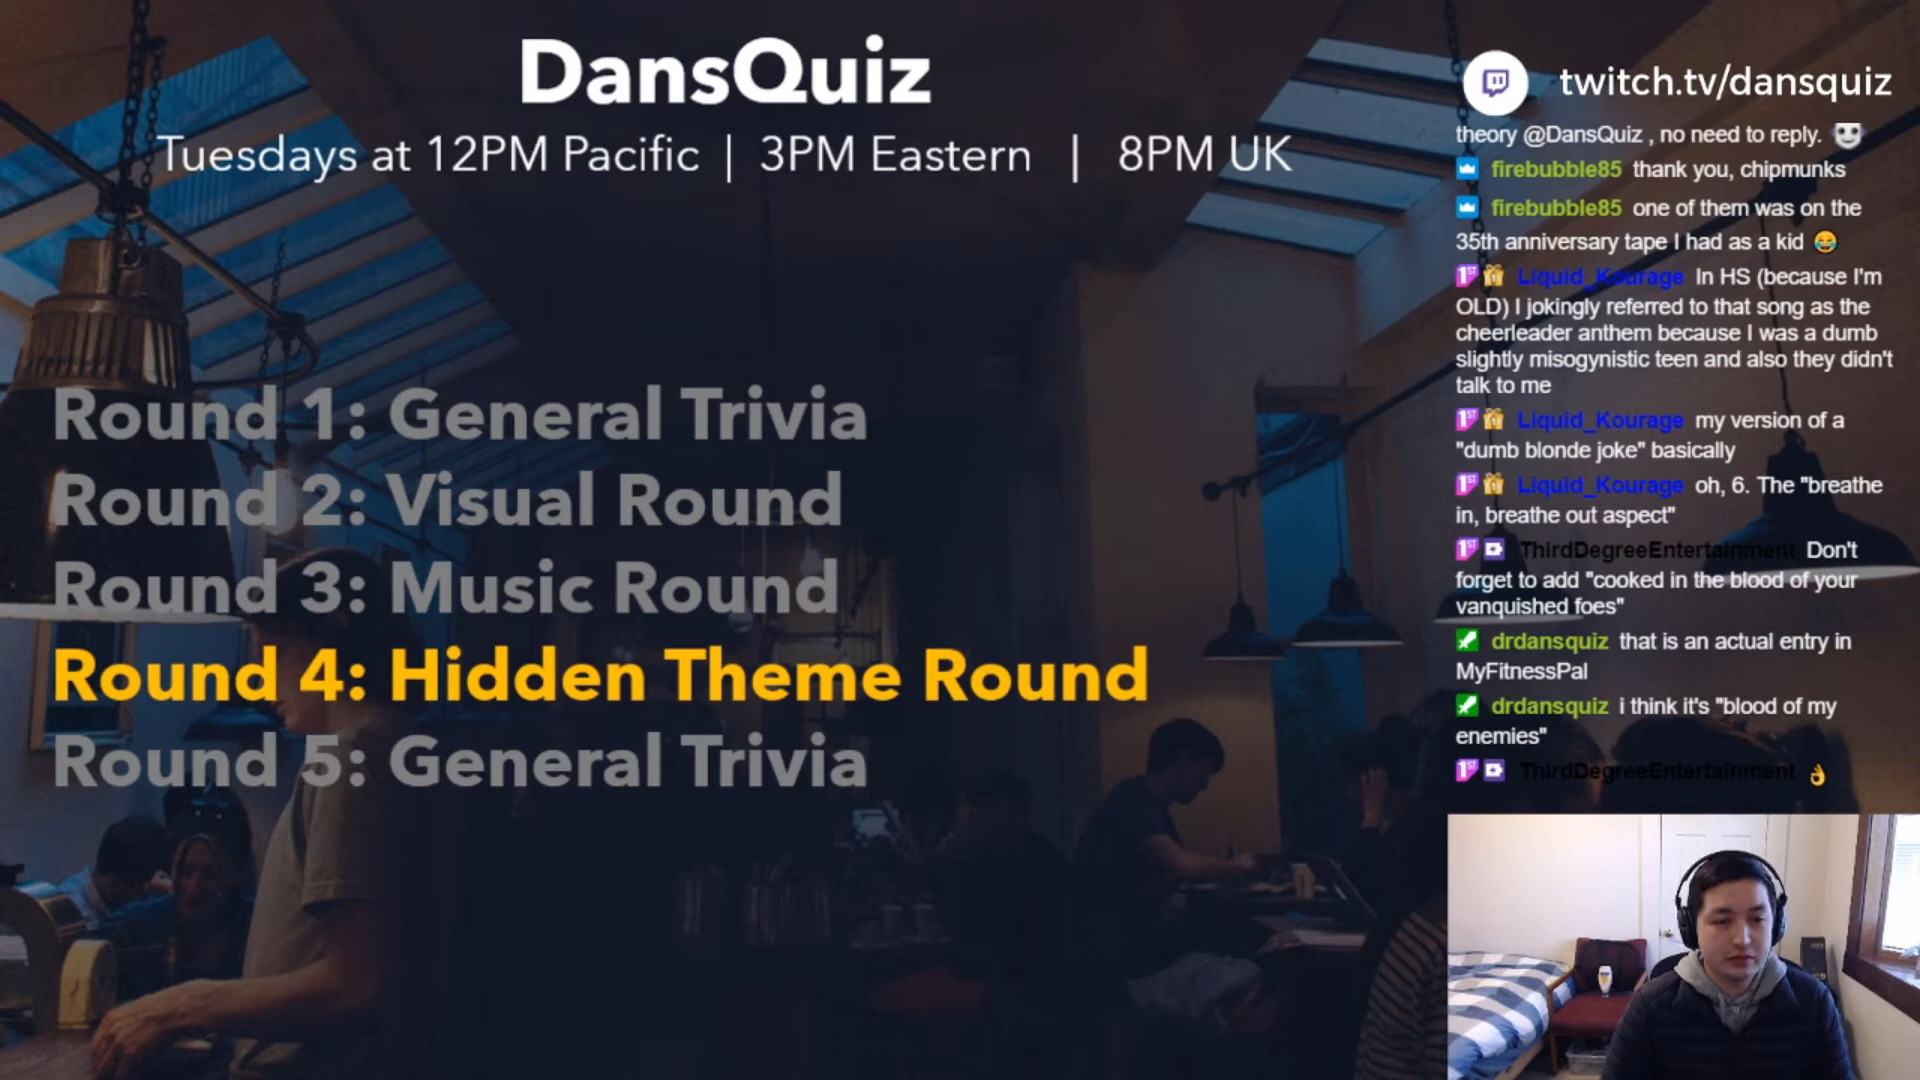 DansQuiz
Tuesdays at 12PM Pacific | 3PM Eastern | 8PM UK
Round 1: General Trivia
Round 2: Visual Round
Round 3: Music Round
Round 4: Hidden Theme Round
Round 5: General Trivia
twitch.tv/dansquiz
theory @DansQuiz , no need to reply.
firebubble85 thank you, chipmunks
firebubble85 one of them was on the
35th anniversary tape I had as a kid 😂
1ST Liquid_Kourage In HS (because I'm
OLD) I jokingly referred to that song as the
cheerleader anthem because I was a dumb
slightly misogynistic teen and also they didn't
talk to me
1ST Liquid_Kourage my version of a
"dumb blonde joke" basically
1ST Liquid_Kourage oh, 6. The "breathe
in, breathe out aspect"
1ST ThirdDegreeEntertainment Don't
forget to add "cooked in the blood of your
vanquished foes"
drdansquiz that is an actual entry in
MyFitnessPal
drdansquiz i think it's "blood of my
enemies"
1ST ThirdDegreeEntertainment 👌